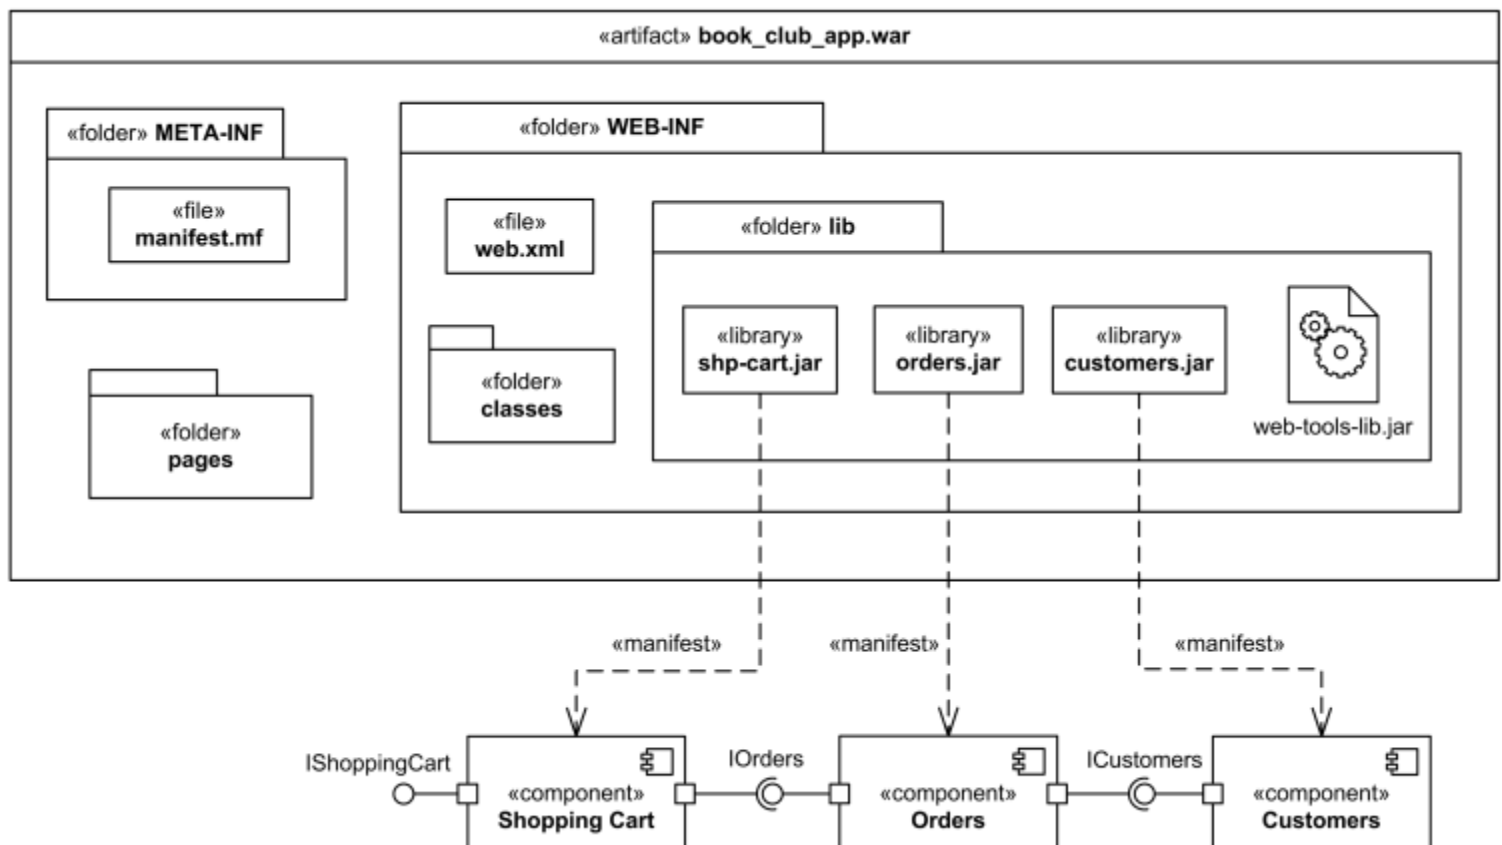 «artifact» book_club_app.war
«folder» META-INF
«file»
manifest.mf
«folder»
pages
«folder» WEB-INF
«file»
web.xml
«folder»
classes
«folder» lib
«library»
shp-cart.jar
«library»
orders.jar
«library»
customers.jar
web-tools-lib.jar
«manifest»
«manifest»
«manifest»
IShoppingCart
«component»
Shopping Cart
IOrders
«component»
Orders
ICustomers
«component»
Customers